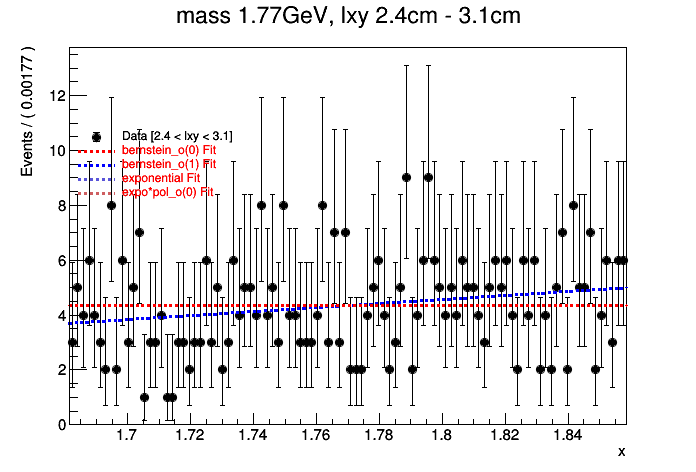 mass 1.77GeV, lxy 2.4cm - 3.1cm
Events / ( 0.00177 )
12
10
8
6
4
2
0
Data [2.4 < lxy < 3.1]
bernstein_o(0) Fit
bernstein_o(1) Fit
exponential Fit
expo*pol_o(0) Fit
1.7 1.72 1.74 1.76 1.78 1.8 1.82 1.84
x